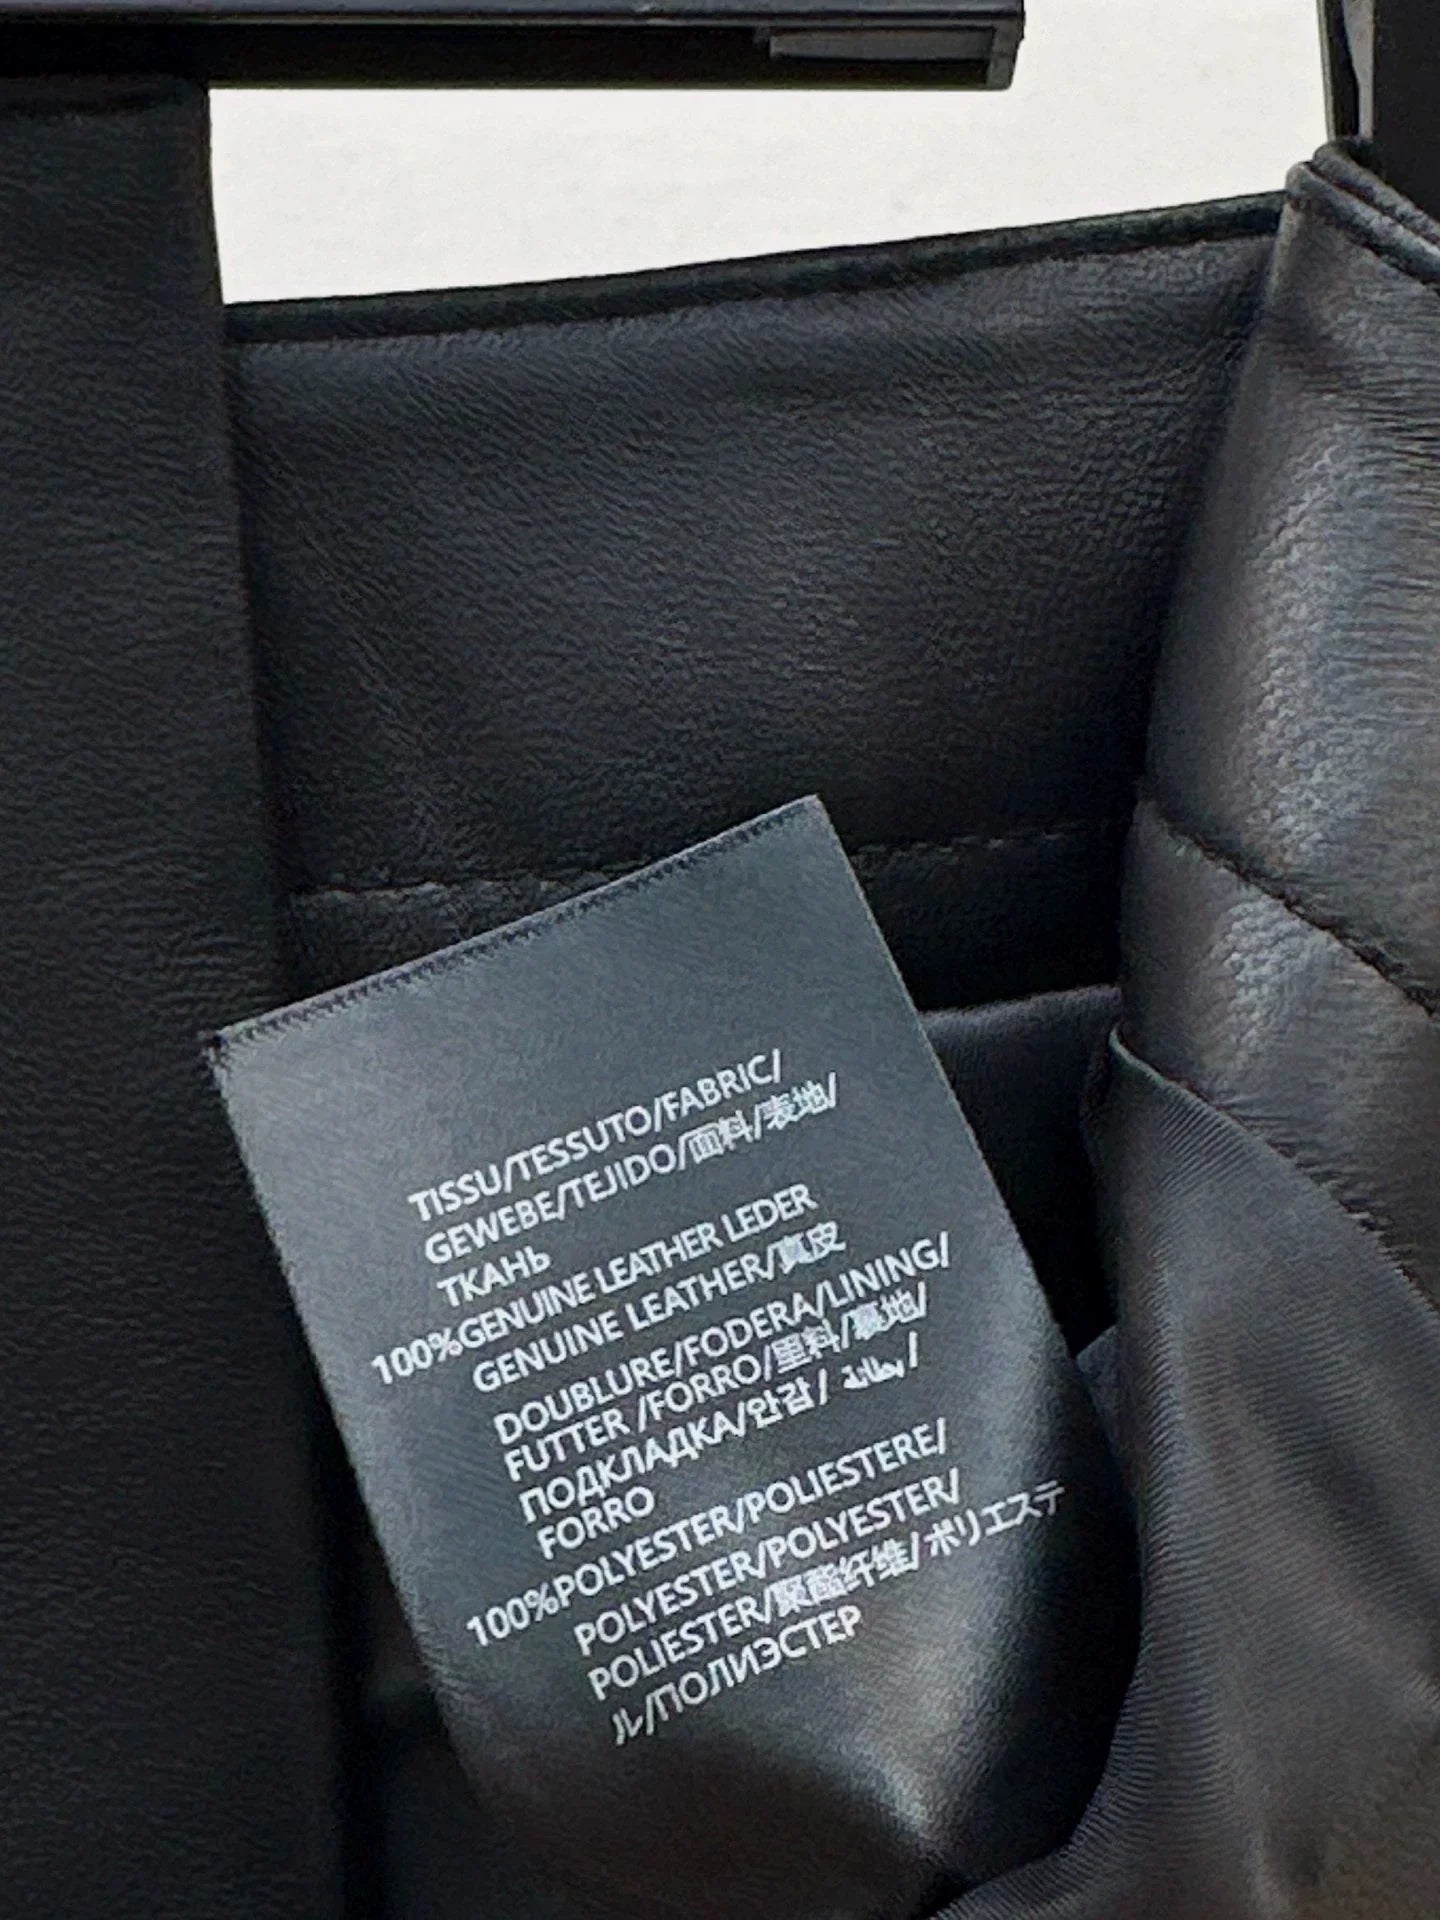 TISSU/TESSUTO/FABRIC/
GEWEBE/TEJIDO/面料/表地/
ТКАНЬ
100%GENUINE LEATHER LEDER
GENUINE LEATHER/真皮
DOUBLURE/FODERA/LINING/
FUTTER /FORRO/里料/裏地/
ПОДКЛАДКА/안감/ /
FORRO
100%POLYESTER/POLIESTERE/
POLYESTER/POLYESTER/
POLIESTER/聚酯纤维/ポリエステ
ル/ПОЛИЭСТЕР